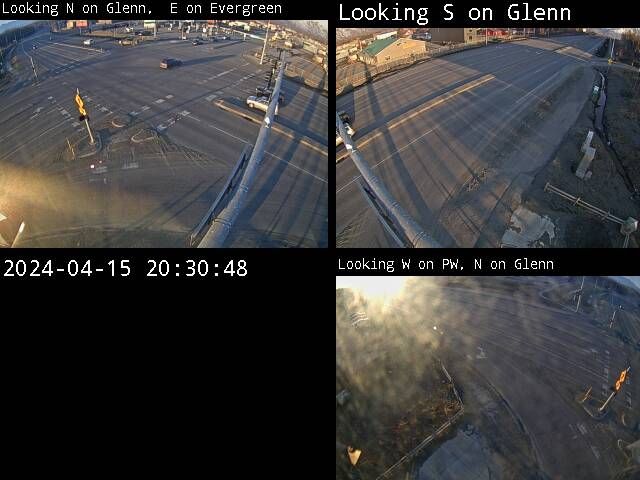 Looking N on Glenn,  E on Evergreen
Looking S on Glenn
2024-04-15 20:30:48
Looking W on PW, N on Glenn